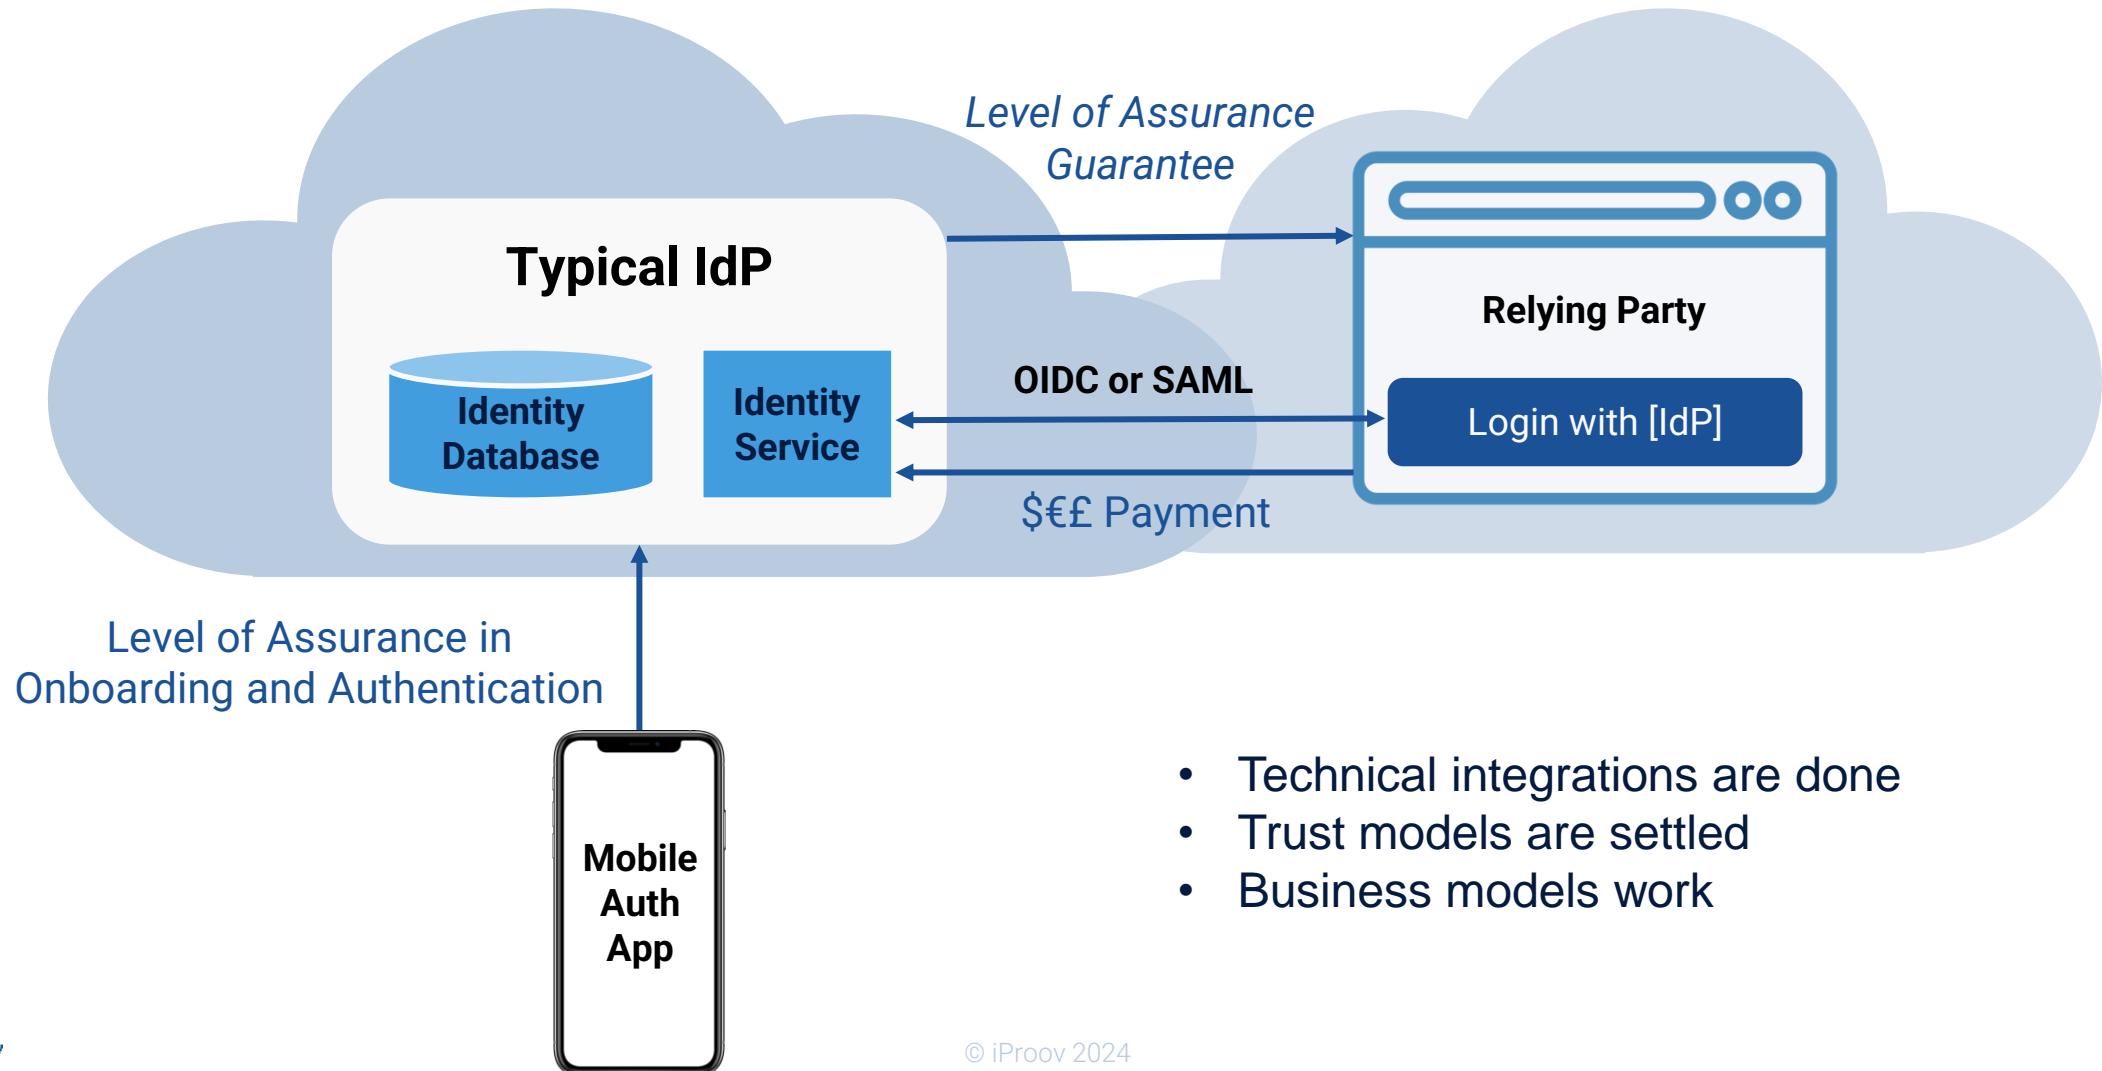 Level of Assurance
Guarantee
Typical IdP
Identity
Database
Identity
Service
OIDC or SAML
$€£ Payment
Relying Party
Login with [IdP]
Level of Assurance in
Onboarding and Authentication
Mobile
Auth
App
• Technical integrations are done
• Trust models are settled
• Business models work
© iProov 2024